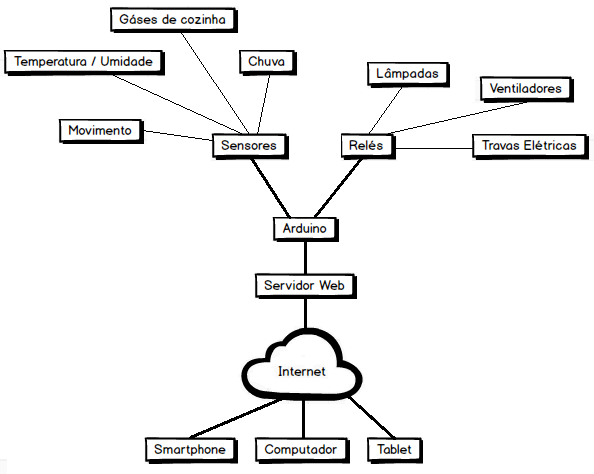 Gáses de cozinha
Temperatura / Umidade
Chuva
Lâmpadas
Ventiladores
Movimento
Sensores
Relés
Travas Elétricas
Arduino
Servidor Web
Internet
Smartphone
Computador
Tablet